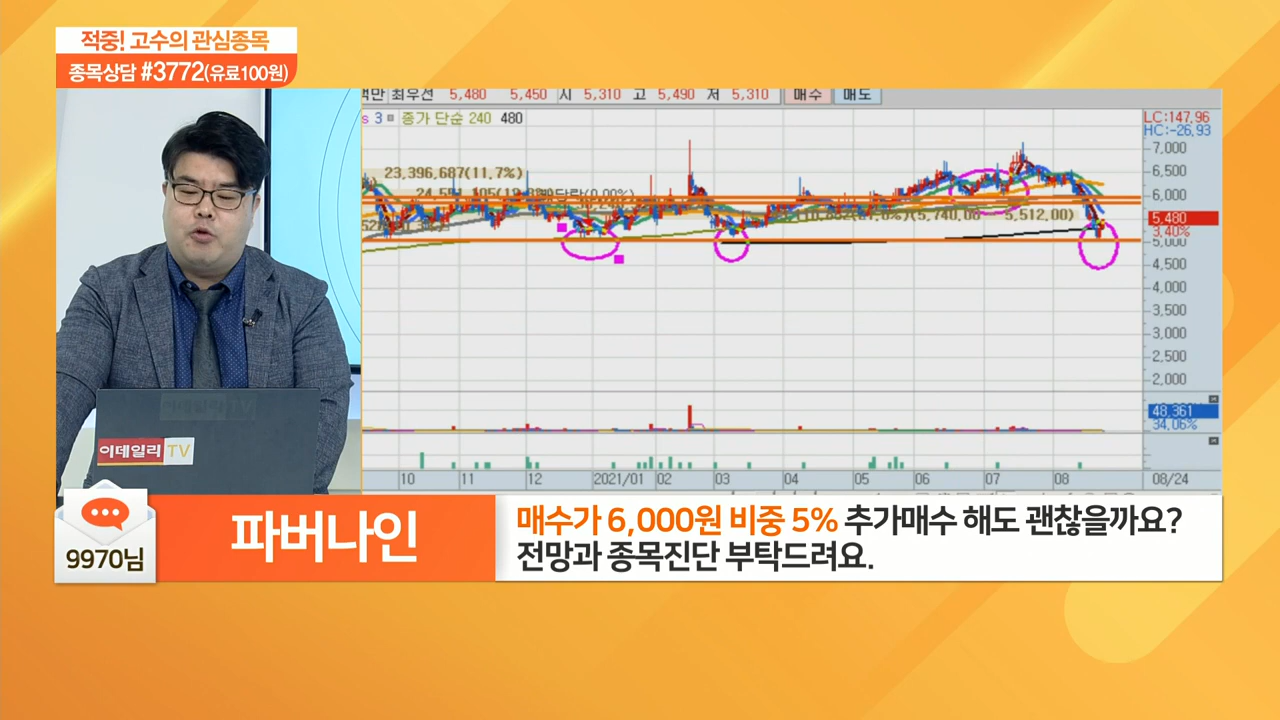 적중! 고수의 관심종목
종목상담 #3772(유료100원)
최우선 5,480 5,450 시 5,310 고 5,490 저 5,310 매수 매도
s 3 종가 단순 240 480
LC:147.96
HC:-26.93
7,000
23,396,687(11.7%)
6,500
6,000
5,512.00)
5,480
3.40%
5,000
4,500
4,000
3,500
3,000
2,500
2,000
48,361
34.06%
10 11 12 2021/01 02 03 04 05 06 07 08 08/24
이데일리 TV
이데일리 TV
9970님
파버나인
매수가 6,000원 비중 5% 추가매수 해도 괜찮을까요?
전망과 종목진단 부탁드려요.